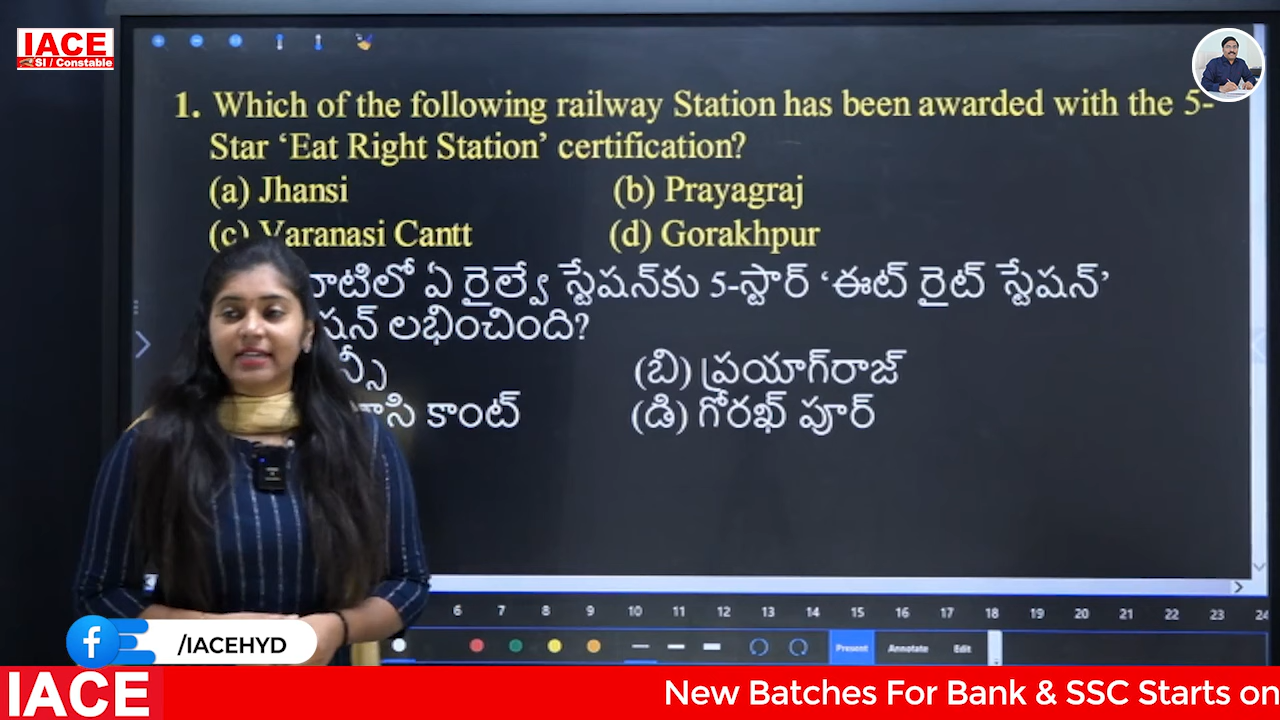 IACE
SI / Constable
1. Which of the following railway Station has been awarded with the 5-
Star ‘Eat Right Station’ certification?
(a) Jhansi (b) Prayagraj
(c) Varanasi Cantt (d) Gorakhpur
ఏ రైల్వే స్టేషన్‌కు 5-స్టార్ ‘ఈట్ రైట్ స్టేషన్’
లభించింది?
(బి) ప్రయాగ్‌రాజ్
కాంట్ (డి) గోరఖ్ పూర్
6 7 8 9 10 11 12 13 14 15 16 17 18 19 20 21 22 23 24
Present Annotate Edit
/IACEHYD
IACE
New Batches For Bank & SSC Starts on